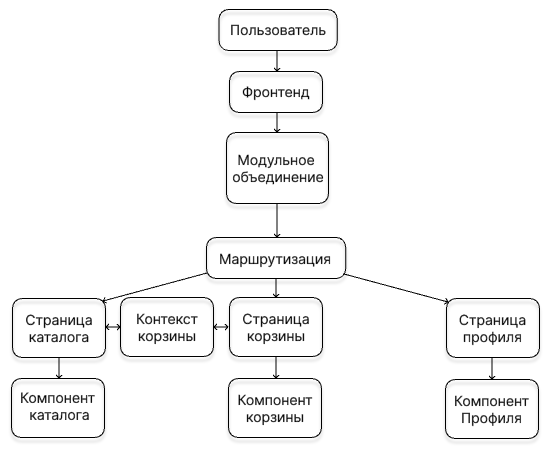 Пользователь
Фронтенд
Модульное
объединение
Маршрутизация
Страница
каталога
Контекст
корзины
Страница
корзины
Страница
профиля
Компонент
каталога
Компонент
корзины
Компонент
Профиля